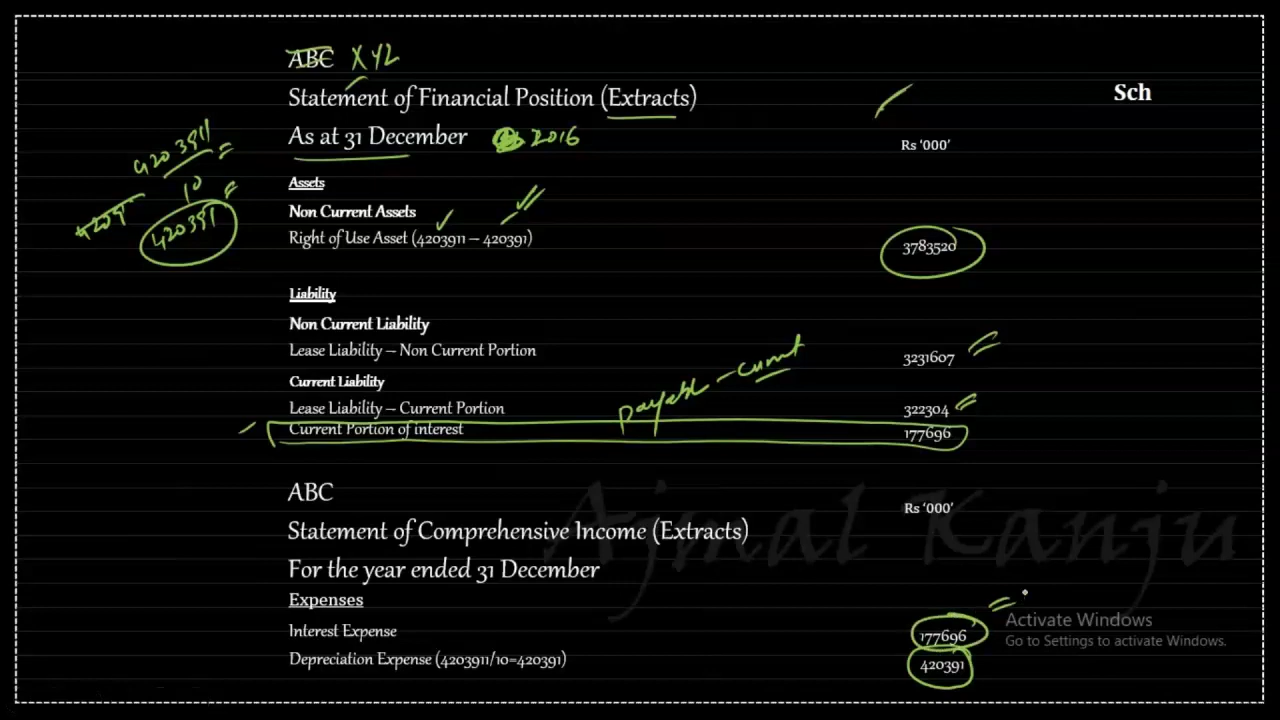 ABC XYZ
Statement of Financial Position (Extracts)
Sch
As at 31 December 2016
Rs '000'
4203911
10
420391
Assets
Non Current Assets
Right of Use Asset (4203911 – 420391) 3783520
Liability
Non Current Liability
Lease Liability – Non Current Portion 3231607
Current Liability
payable – current
Lease Liability – Current Portion 322304
Current Portion of interest 177696
ABC
Rs '000'
Statement of Comprehensive Income (Extracts)
Ajmal Kanju
For the year ended 31 December
Expenses
Interest Expense 177696
Depreciation Expense (4203911/10=420391) 420391
Activate Windows
Go to Settings to activate Windows.